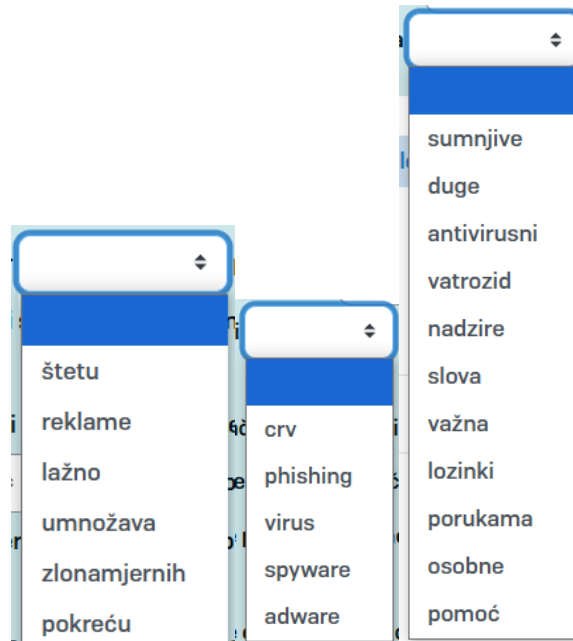 štetu
reklame
lažno
umnožava
zlonamjernih
pokreću
crv
phishing
virus
spyware
adware
sumnjive
duge
antivirusni
vatrozid
nadzire
slova
važna
lozinki
porukama
osobne
pomoć